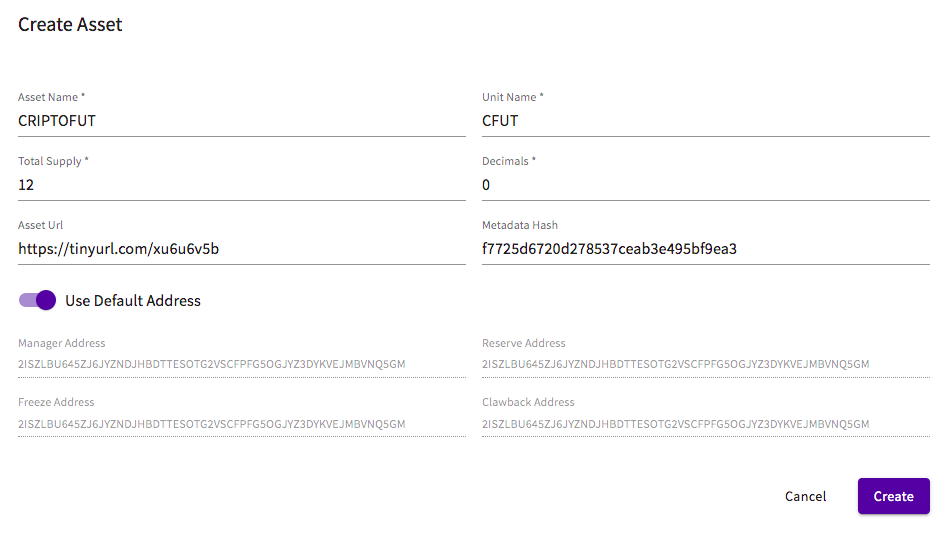 Create Asset
Asset Name *
Unit Name *
CRIPTOFUT
CFUT
Total Supply *
Decimals *
12
0
Asset Url
Metadata Hash
https://tinyurl.com/xu6u6v5b
f7725d6720d278537ceab3e495bf9ea3
Use Default Address
Manager Address
Reserve Address
2ISZLBU645ZJ6JYZNDJHBDTTESOTG2VSCFPFG5OGJYZ3DYKVEJMBVNQ5GM
2ISZLBU645ZJ6JYZNDJHBDTTESOTG2VSCFPFG5OGJYZ3DYKVEJMBVNQ5GM
Freeze Address
Clawback Address
2ISZLBU645ZJ6JYZNDJHBDTTESOTG2VSCFPFG5OGJYZ3DYKVEJMBVNQ5GM
2ISZLBU645ZJ6JYZNDJHBDTTESOTG2VSCFPFG5OGJYZ3DYKVEJMBVNQ5GM
Cancel
Create